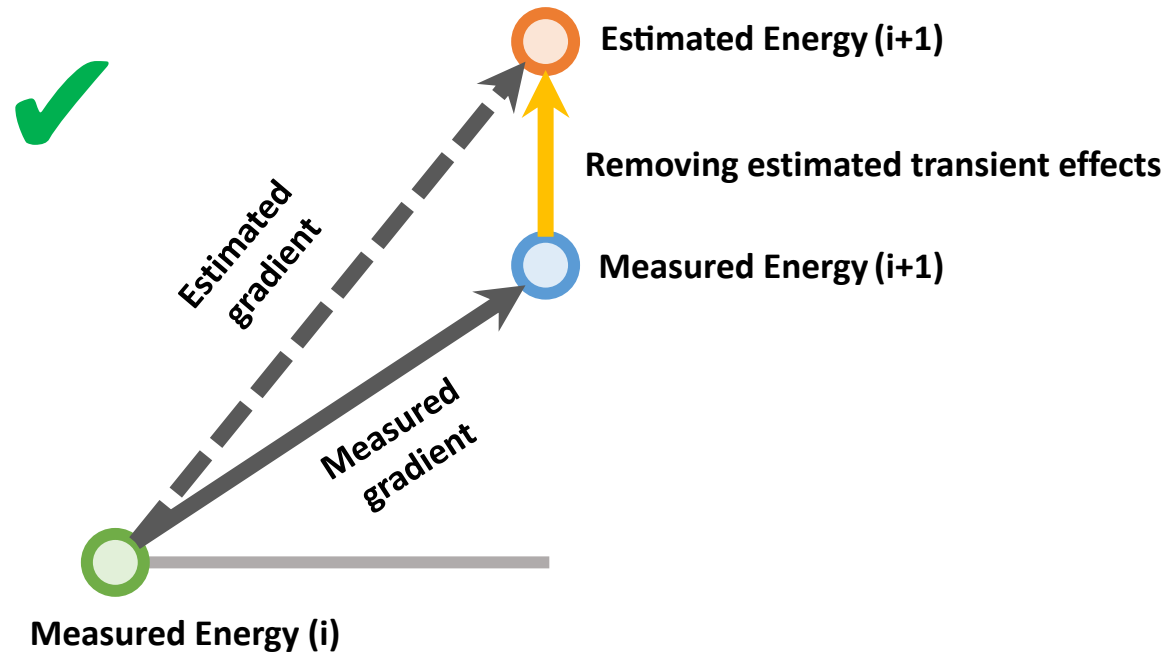 Estimated Energy (i+1)
Removing estimated transient effects
Estimated
gradient
Measured Energy (i+1)
Measured
gradient
Measured Energy (i)